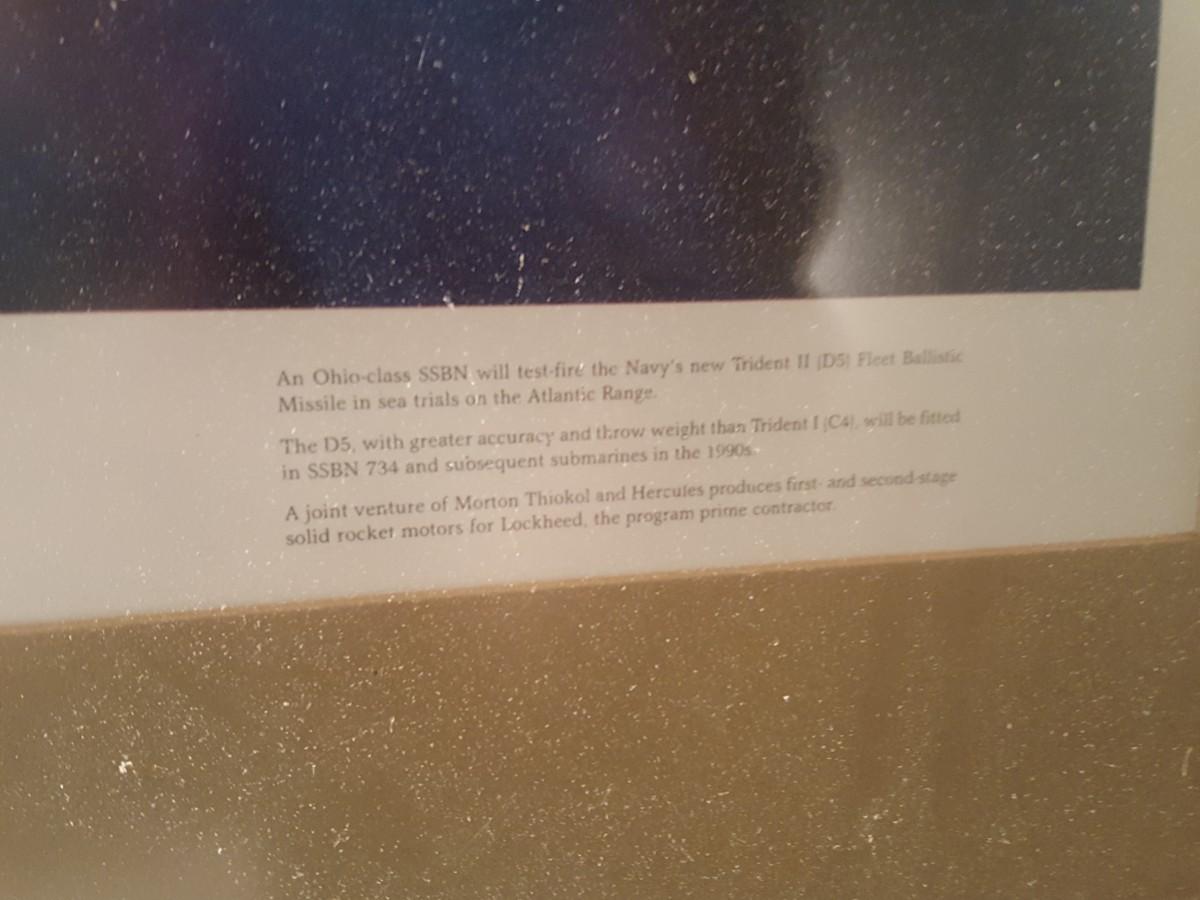 An Ohio-class SSBN will test-fire the Navy's new Trident II (D5) Fleet Ballistic
Missile in sea trials on the Atlantic Range.
The D5, with greater accuracy and throw weight than Trident I (C4), will be fitted
in SSBN 734 and subsequent submarines in the 1990s.
A joint venture of Morton Thiokol and Hercules produces first- and second-stage
solid rocket motors for Lockheed, the program prime contractor.